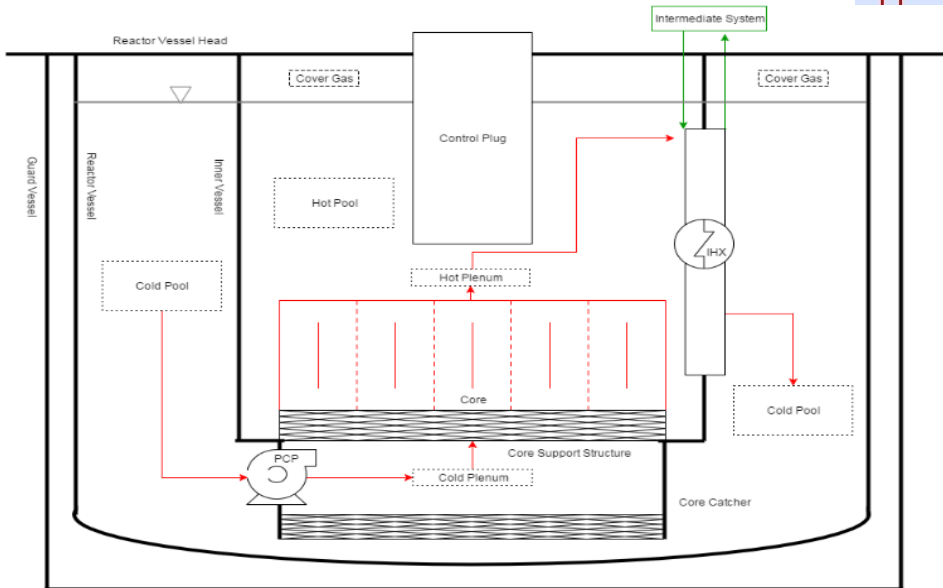 Intermediate System
Reactor Vessel Head
Cover Gas
Cover Gas
Control Plug
Guard Vessel
Reactor Vessel
Inner Vessel
Hot Pool
IHX
Hot Plenum
Cold Pool
Core
Cold Pool
Core Support Structure
PCP
Cold Plenum
Core Catcher